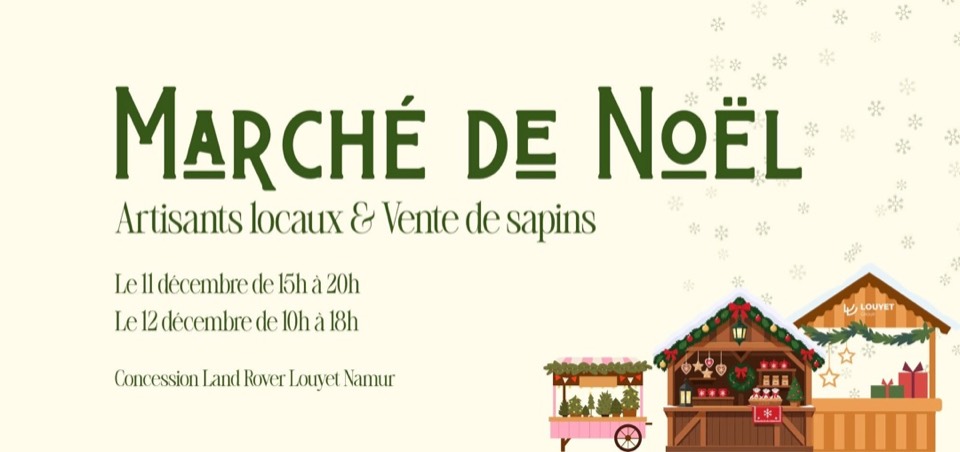 Marché de Noël
Artisants locaux & Vente de sapins
Le 11 décembre de 15h à 20h
Le 12 décembre de 10h à 18h
Concession Land Rover Louyet Namur
LOUYET